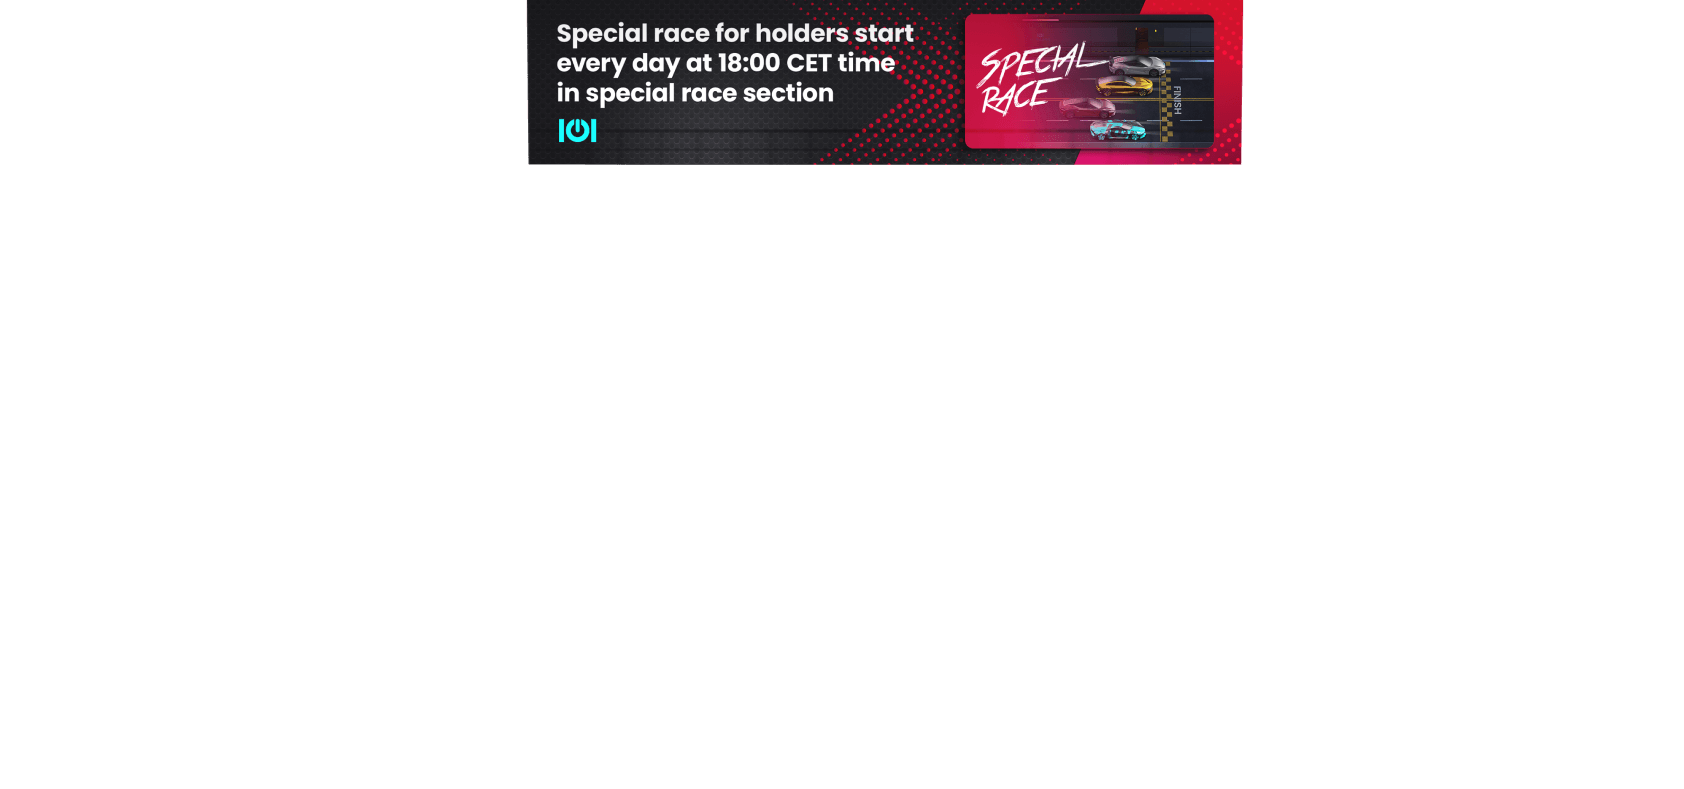 Special race for holders start
every day at 18:00 CET time
in special race section
SPECIAL
RACE
FINISH